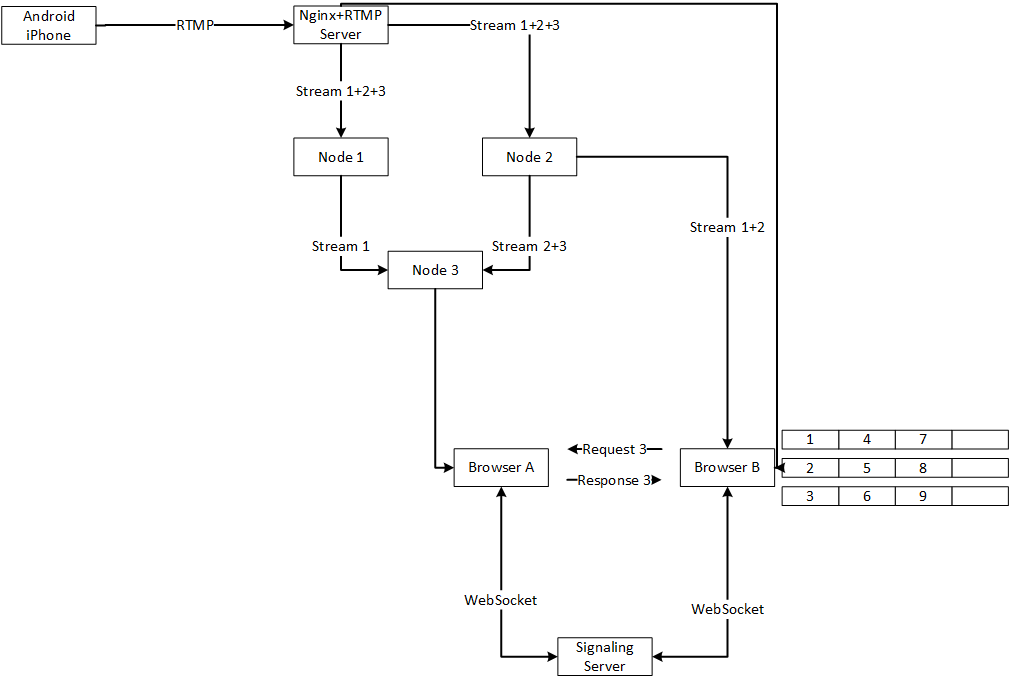 Android
iPhone
RTMP
Nginx+RTMP
Server
Stream 1+2+3
Stream 1+2+3
Node 1
Node 2
Stream 1+2
Stream 1
Stream 2+3
Node 3
Browser A
Request 3
Response 3
Browser B
1 4 7
2 5 8
3 6 9
WebSocket
WebSocket
Signaling
Server